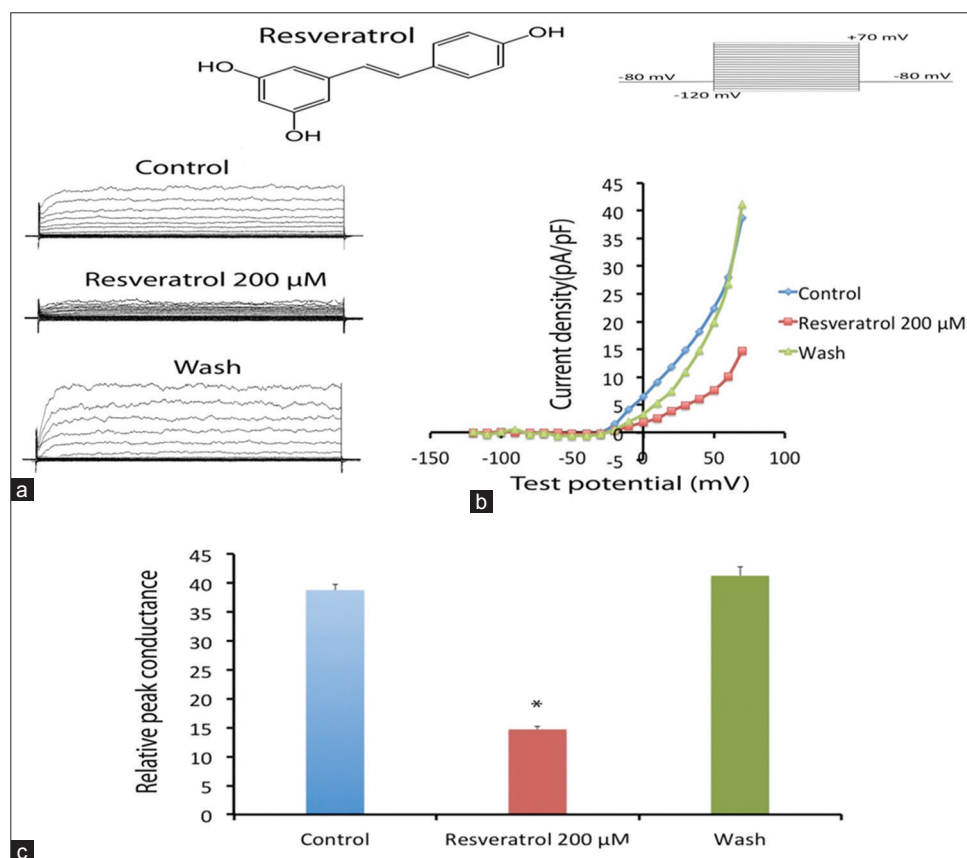 Resveratrol
OH
HO
OH
+70 mV
-80 mV
-80 mV
-120 mV
Control
Resveratrol 200 µM
Wash
a
Current density(pA/pF)
45
40
35
30
25
20
15
10
5
0
-5
-150
-100
-50
0
50
100
Test potential (mV)
Control
Resveratrol 200 µM
Wash
b
Relative peak conductance
45
40
35
30
25
20
15
10
5
0
*
Control
Resveratrol 200 µM
Wash
c